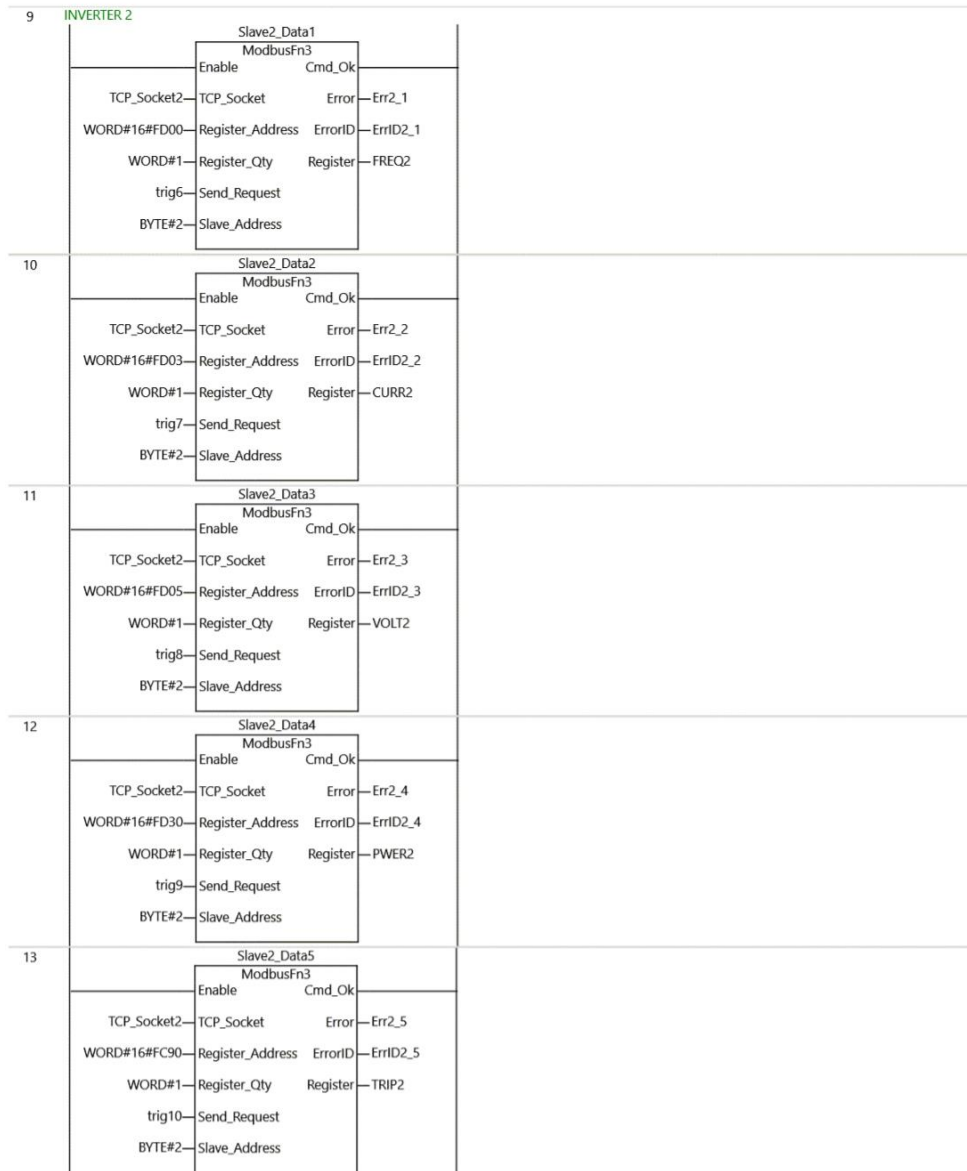 9 INVERTER 2
Slave2_Data1
ModbusFn3
Enable Cmd_Ok
TCP_Socket2 TCP_Socket Error Err2_1
WORD#16#FD00 Register_Address ErrorID ErrID2_1
WORD#1 Register_Qty Register FREQ2
trig6 Send_Request
BYTE#2 Slave_Address
10 Slave2_Data2
ModbusFn3
Enable Cmd_Ok
TCP_Socket2 TCP_Socket Error Err2_2
WORD#16#FD03 Register_Address ErrorID ErrID2_2
WORD#1 Register_Qty Register CURR2
trig7 Send_Request
BYTE#2 Slave_Address
11 Slave2_Data3
ModbusFn3
Enable Cmd_Ok
TCP_Socket2 TCP_Socket Error Err2_3
WORD#16#FD05 Register_Address ErrorID ErrID2_3
WORD#1 Register_Qty Register VOLT2
trig8 Send_Request
BYTE#2 Slave_Address
12 Slave2_Data4
ModbusFn3
Enable Cmd_Ok
TCP_Socket2 TCP_Socket Error Err2_4
WORD#16#FD30 Register_Address ErrorID ErrID2_4
WORD#1 Register_Qty Register PWER2
trig9 Send_Request
BYTE#2 Slave_Address
13 Slave2_Data5
ModbusFn3
Enable Cmd_Ok
TCP_Socket2 TCP_Socket Error Err2_5
WORD#16#FC90 Register_Address ErrorID ErrID2_5
WORD#1 Register_Qty Register TRIP2
trig10 Send_Request
BYTE#2 Slave_Address